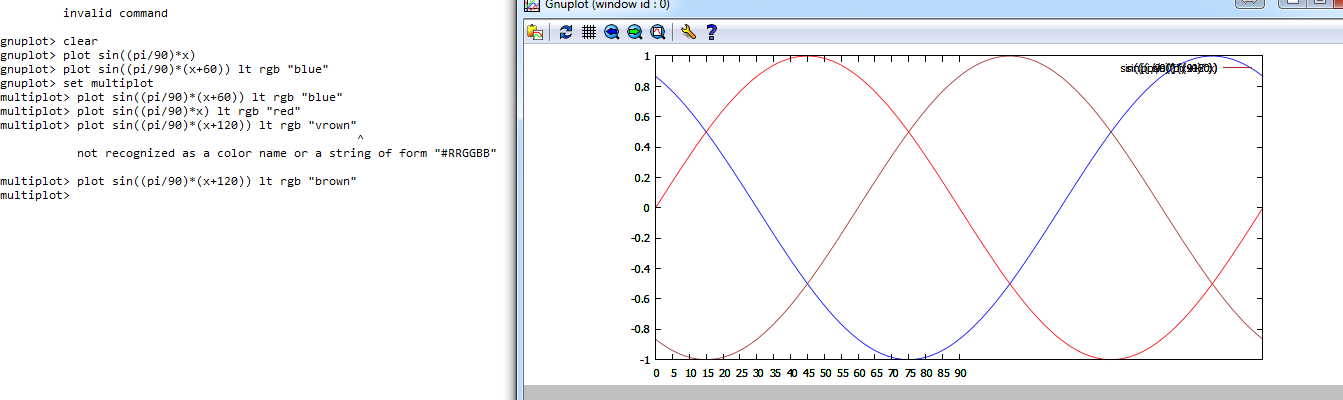 invalid command
gnuplot> clear
gnuplot> plot sin((pi/90)*x)
gnuplot> plot sin((pi/90)*(x+60)) lt rgb "blue"
gnuplot> set multiplot
multiplot> plot sin((pi/90)*(x+60)) lt rgb "blue"
multiplot> plot sin((pi/90)*x) lt rgb "red"
multiplot> plot sin((pi/90)*(x+120)) lt rgb "vrown"
^
not recognized as a color name or a string of form "#RRGGBB"
multiplot> plot sin((pi/90)*(x+120)) lt rgb "brown"
multiplot>
Gnuplot (window id : 0)
1
0.8
0.6
0.4
0.2
0
-0.2
-0.4
-0.6
-0.8
-1
0 5 10 15 20 25 30 35 40 45 50 55 60 65 70 75 80 85 90